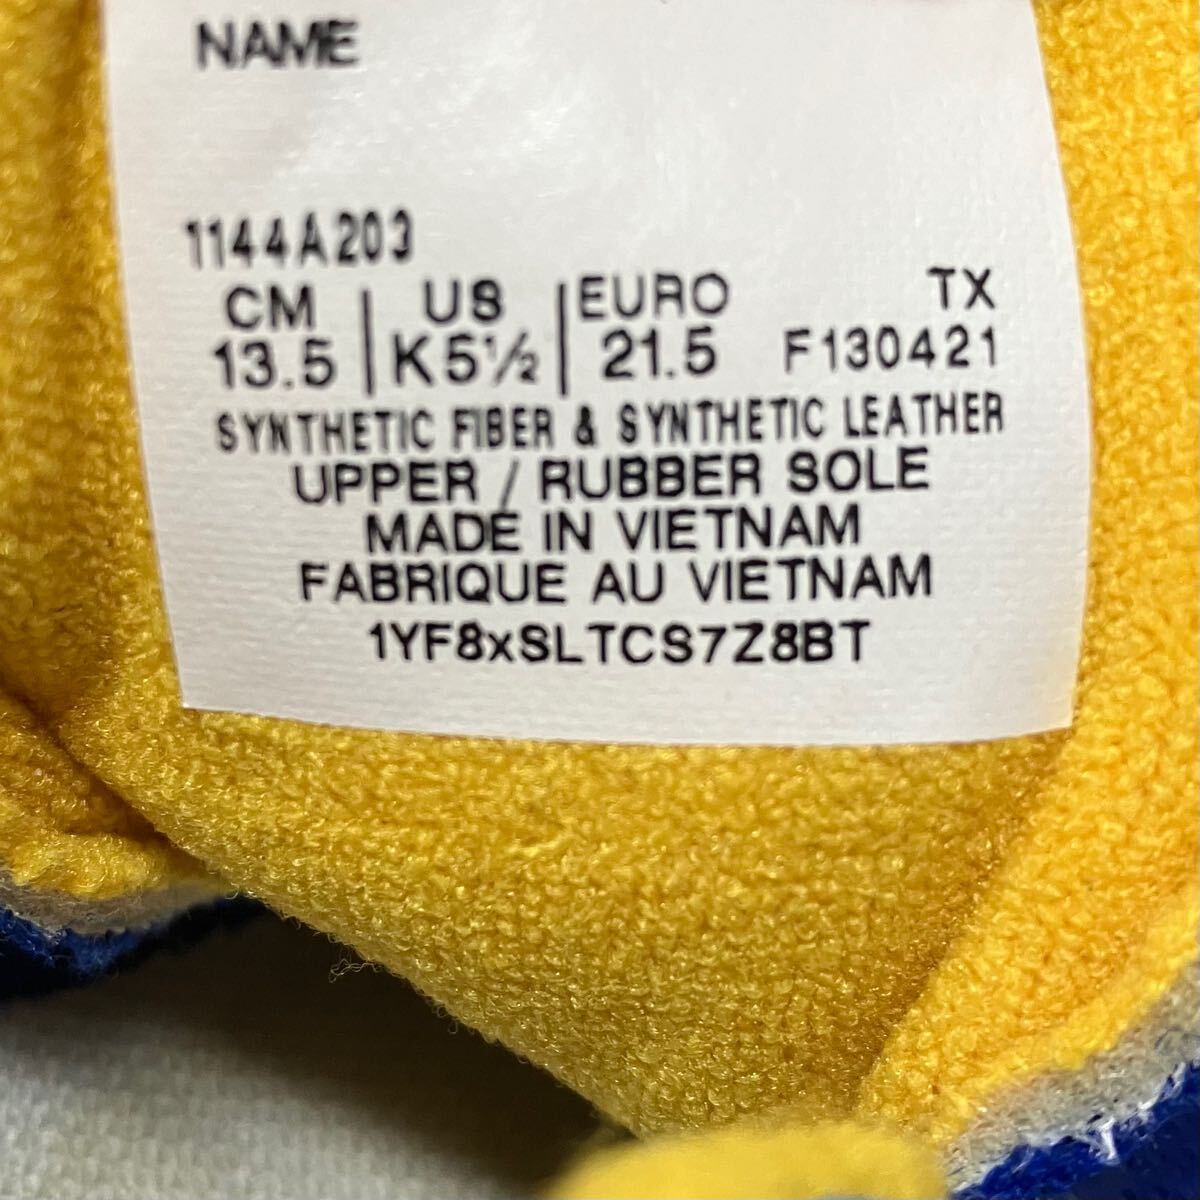 NAME
1144A203
CM | US | EURO TX
13.5 | K5½ | 21.5 F130421
SYNTHETIC FIBER & SYNTHETIC LEATHER
UPPER / RUBBER SOLE
MADE IN VIETNAM
FABRIQUE AU VIETNAM
1YF8xSLTCS7Z8BT